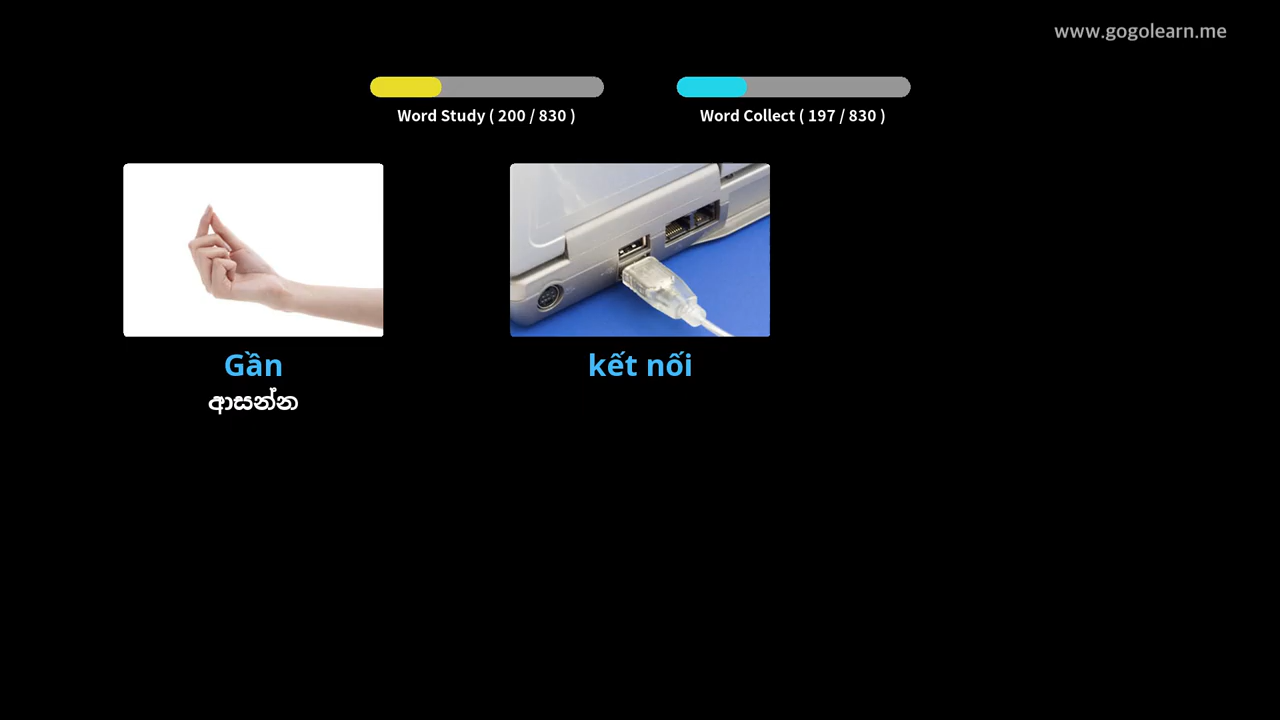 www.gogolearn.me
Word Study ( 200 / 830 )
Word Collect ( 197 / 830 )
Gần
ආසන්න
kết nối